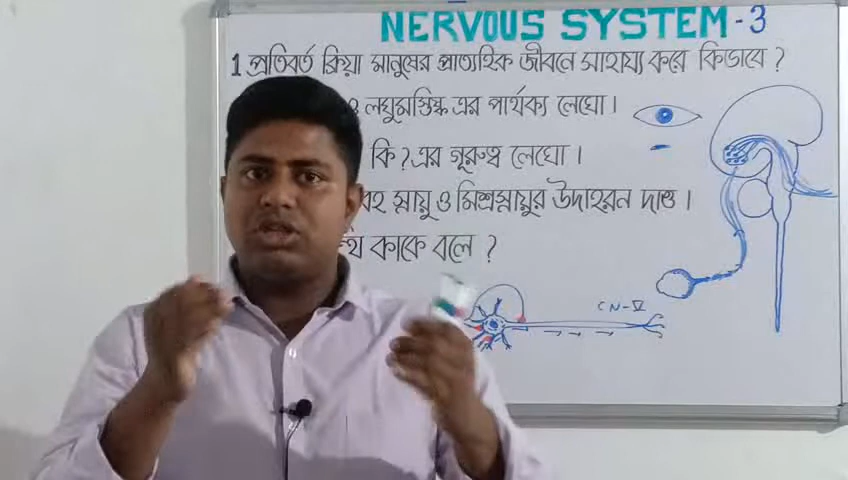 NERVOUS SYSTEM - 3
1 প্রতিবর্ত ক্রিয়া মানুষের প্রাত্যহিক জীবনে সাহায্য করে কিভাবে ?
ও লঘুমস্তিষ্ক এর পার্থক্য লেখো ।
কি ? এর গূরুত্ব লেখো ।
বহ স্নায়ু ও মিশ্রস্নায়ুর উদাহরন দাও ।
কাকে বলে ?
CN-V